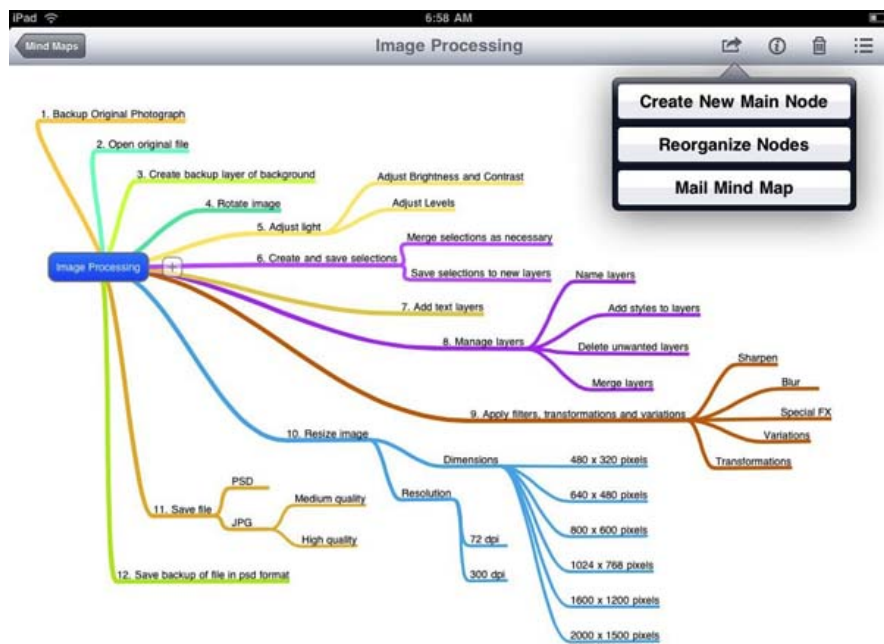 iPad
6:58 AM
Mind Maps
Image Processing
Create New Main Node
Reorganize Nodes
Mail Mind Map
1. Backup Original Photograph
2. Open original file
3. Create backup layer of background
4. Rotate image
5. Adjust light
Adjust Brightness and Contrast
Adjust Levels
Image Processing
6. Create and save selections
Merge selections as necessary
Save selections to new layers
7. Add text layers
8. Manage layers
Name layers
Add styles to layers
Delete unwanted layers
Merge layers
9. Apply filters, transformations and variations
Sharpen
Blur
Special FX
Variations
Transformations
10. Resize image
Dimensions
480 x 320 pixels
640 x 480 pixels
800 x 600 pixels
1024 x 768 pixels
1600 x 1200 pixels
2000 x 1500 pixels
Resolution
72 dpi
300 dpi
11. Save file
PSD
JPG
Medium quality
High quality
12. Save backup of file in psd format